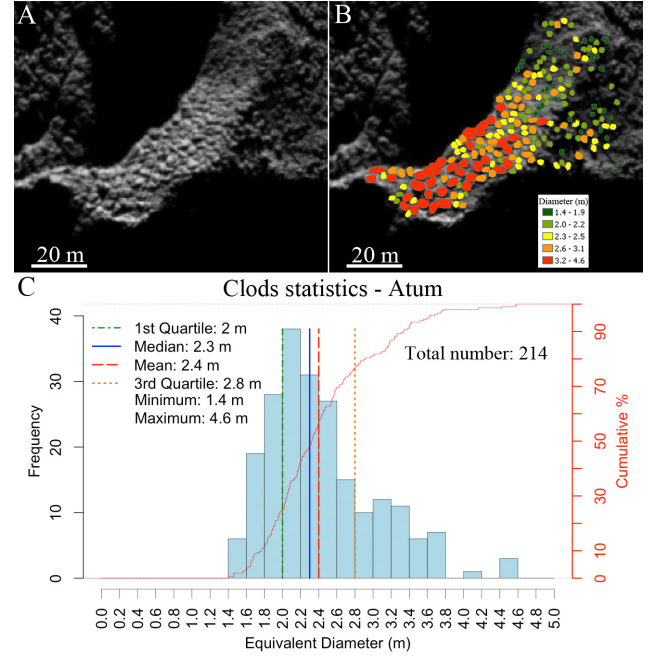 A
B
20 m
20 m
Diameter (m)
1.4 - 1.9
2.0 - 2.2
2.3 - 2.5
2.6 - 3.1
3.2 - 4.6
C
Clods statistics - Atum
1st Quartile: 2 m
Median: 2.3 m
Mean: 2.4 m
3rd Quartile: 2.8 m
Minimum: 1.4 m
Maximum: 4.6 m
Total number: 214
Frequency
0
10
20
30
40
Cumulative %
0
10
30
50
70
100
0.0 0.2 0.4 0.6 0.8 1.0 1.2 1.4 1.6 1.8 2.0 2.2 2.4 2.6 2.8 3.0 3.2 3.4 3.6 3.8 4.0 4.2 4.4 4.6 4.8 5.0
Equivalent Diameter (m)